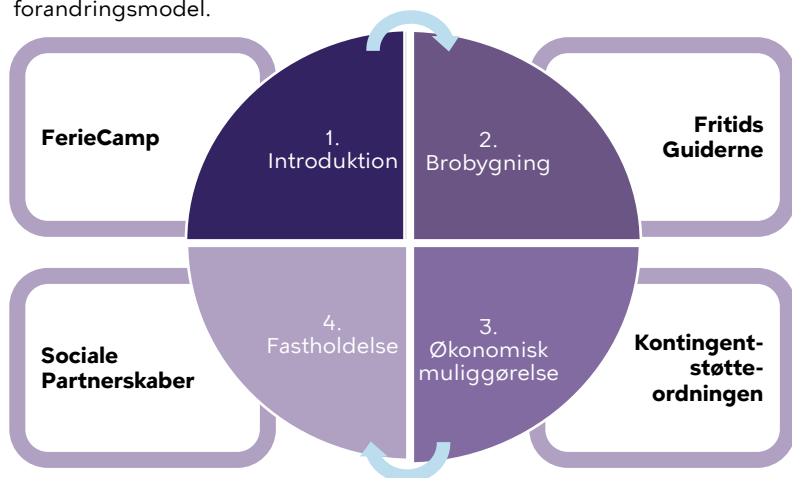 forandringsmodel.
FerieCamp
1.
Introduktion
2.
Brobygning
Fritids
Guiderne
Sociale
Partnerskaber
4.
Fastholdelse
3.
Økonomisk
muliggørelse
Kontingent-
støtte-
ordningen